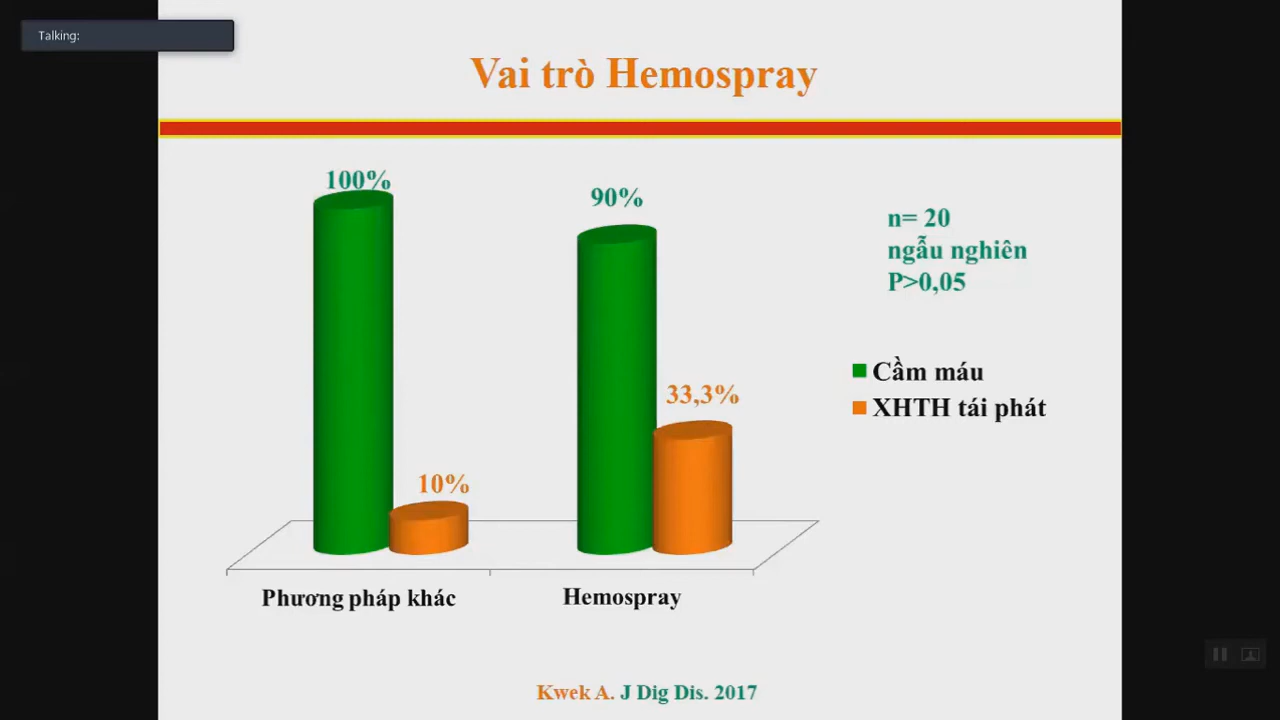 Talking:
Vai trò Hemospray
100%
90%
n= 20
ngẫu nghiên
P>0,05
Cầm máu
33,3%
XHTH tái phát
10%
Phương pháp khác
Hemospray
Kwek A. J Dig Dis. 2017